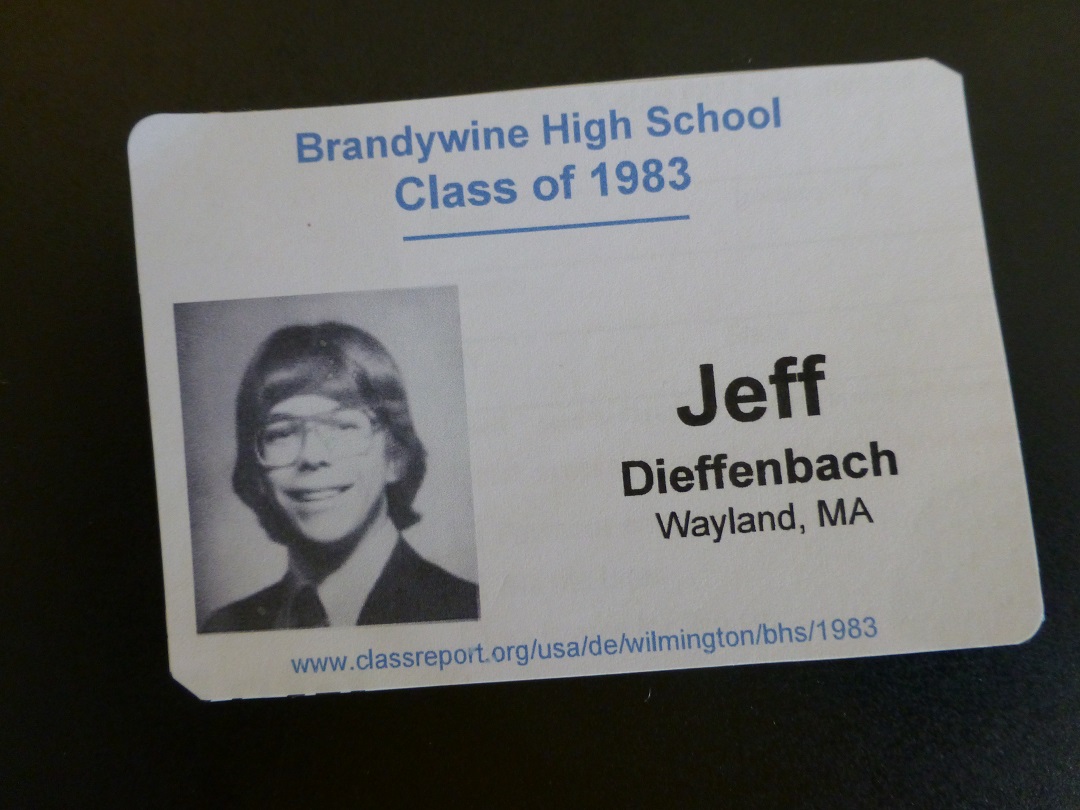 Brandywine High School
Class of 1983
Jeff
Dieffenbach
Wayland, MA
www.classreport.org/usa/de/wilmington/bhs/1983